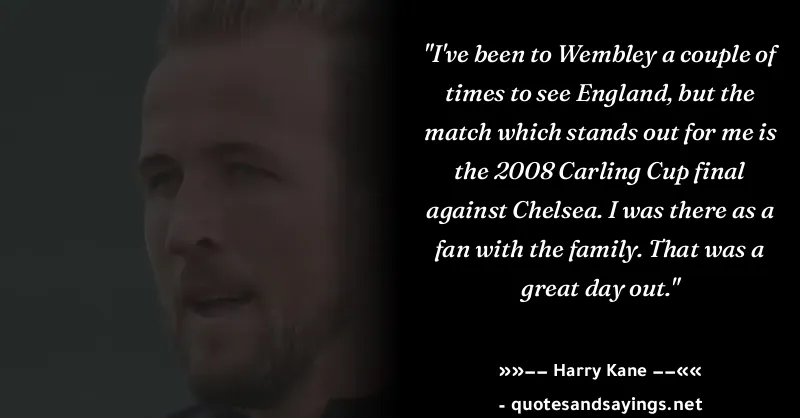 "I've been to Wembley a couple of
times to see England, but the
match which stands out for me is
the 2008 Carling Cup final
against Chelsea. I was there as a
fan with the family. That was a
great day out."
»»–– Harry Kane ––««
- quotesandsayings.net